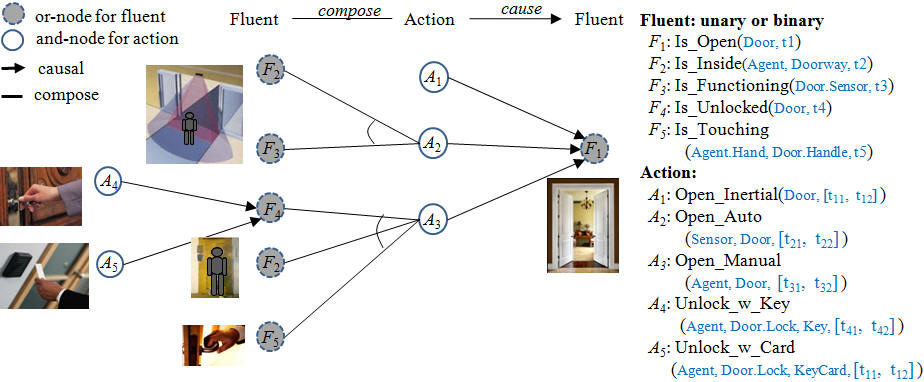 or-node for fluent
and-node for action
causal
compose
Fluent compose Action cause Fluent
F2
A1
F3
A2
F1
A4
F4
A3
A5
F2
F5
Fluent: unary or binary
F1: Is_Open(Door, t1)
F2: Is_Inside(Agent, Doorway, t2)
F3: Is_Functioning(Door.Sensor, t3)
F4: Is_Unlocked(Door, t4)
F5: Is_Touching
(Agent.Hand, Door.Handle, t5)
Action:
A1: Open_Inertial(Door, [t11, t12])
A2: Open_Auto
(Sensor, Door, [t21, t22])
A3: Open_Manual
(Agent, Door, [t31, t32])
A4: Unlock_w_Key
(Agent, Door.Lock, Key, [t41, t42])
A5: Unlock_w_Card
(Agent, Door.Lock, KeyCard, [t11, t12])